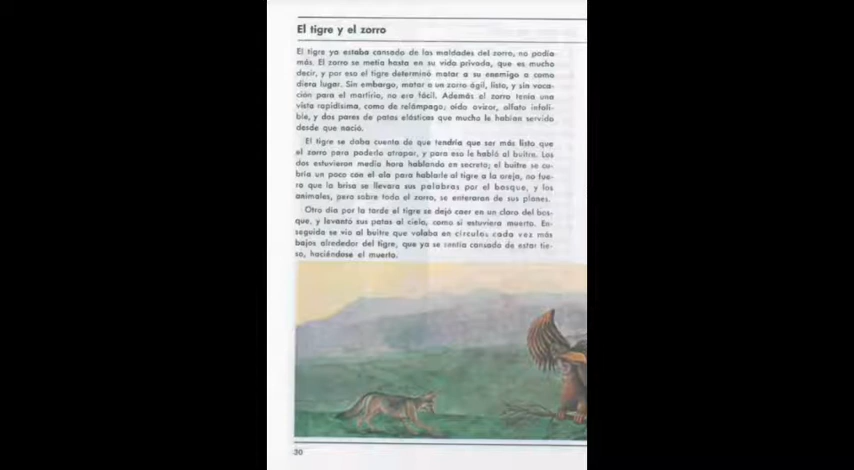 El tigre y el zorro
El tigre ya estaba cansado de las maldades del zorro, no podía
más. El zorro se metía hasta en su vida privada, que es mucho
decir, y por eso el tigre determinó matar a su enemigo a como
diera lugar. Sin embargo, matar a un zorro ágil, listo, y sin voca-
ción para el martirio, no era fácil. Además el zorro tenía una
vista rapidísima, como de relámpago; oído avizor, olfato infali-
ble, y dos pares de patas elásticas que mucho le habían servido
desde que nació.
El tigre se daba cuenta de que tendría que ser más listo que
el zorro para poderlo atrapar, y para eso le habló al buitre. Los
dos estuvieron media hora hablando en secreto; el buitre se cu-
bría un poco con el ala para hablarle al tigre a la oreja, no fue-
ra que la brisa se llevara sus palabras por el bosque, y los
animales, pero sobre todo el zorro, se enteraran de sus planes.
Otro día por la tarde el tigre se dejó caer en un claro del bos-
que, y levantó sus patas al cielo, como si estuviera muerto. En-
seguida se vio al buitre que volaba en círculos cada vez más
bajos alrededor del tigre, que ya se sentía cansado de estar tie-
so, haciéndose el muerto.
30